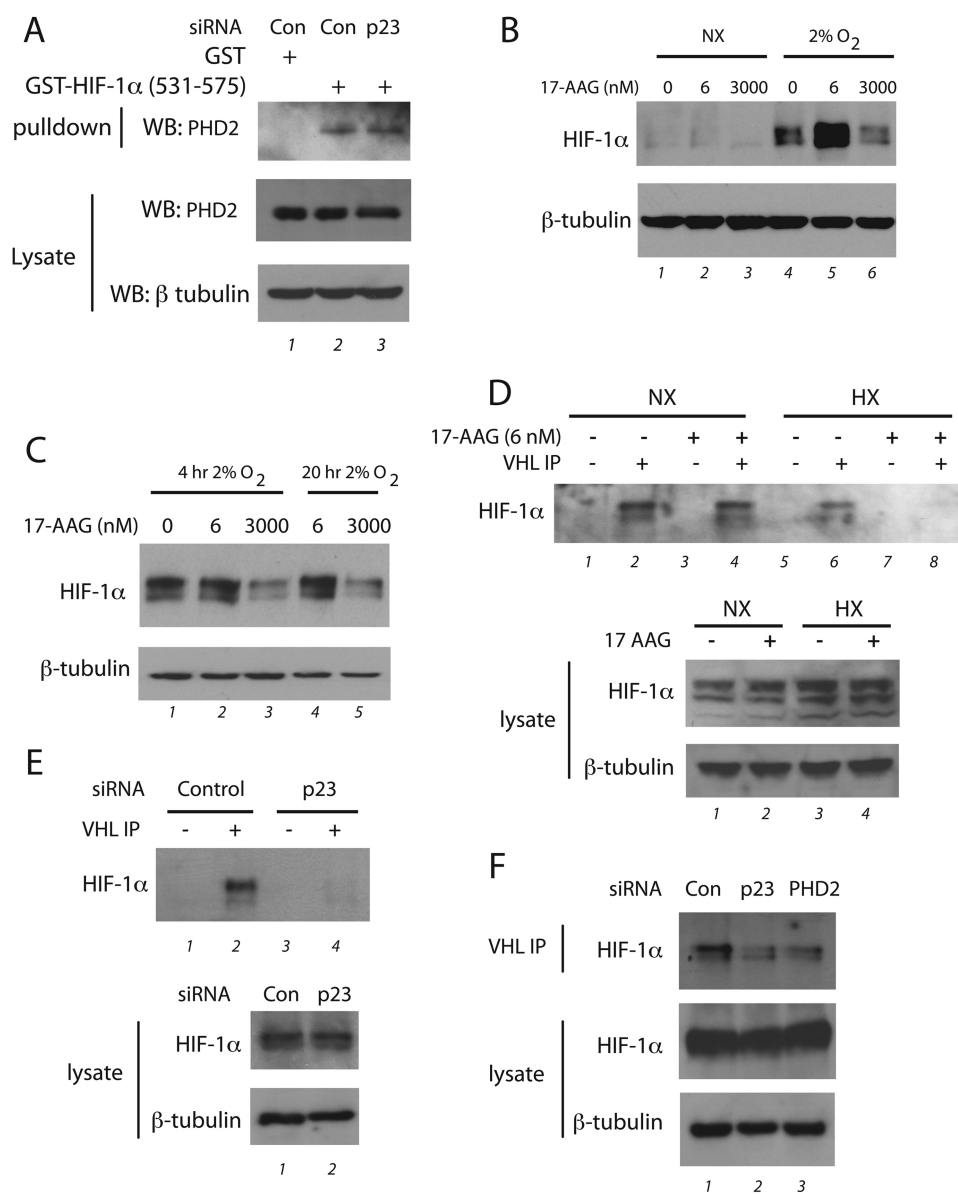 A
siRNA Con Con p23
GST +
GST-HIF-1α (531-575) + +
pulldown WB: PHD2
WB: PHD2
Lysate
WB: β tubulin
1 2 3
B
NX 2% O2
17-AAG (nM) 0 6 3000 0 6 3000
HIF-1α
β-tubulin
1 2 3 4 5 6
C
4 hr 2% O2 20 hr 2% O2
17-AAG (nM) 0 6 3000 6 3000
HIF-1α
β-tubulin
1 2 3 4 5
D
NX HX
17-AAG (6 nM) - - + + - - + +
VHL IP - + - + - + - +
HIF-1α
1 2 3 4 5 6 7 8
NX HX
17 AAG - + - +
HIF-1α
lysate
β-tubulin
1 2 3 4
E
siRNA Control p23
VHL IP - + - +
HIF-1α
1 2 3 4
siRNA Con p23
HIF-1α
lysate
β-tubulin
1 2
F
siRNA Con p23 PHD2
VHL IP HIF-1α
HIF-1α
lysate
β-tubulin
1 2 3